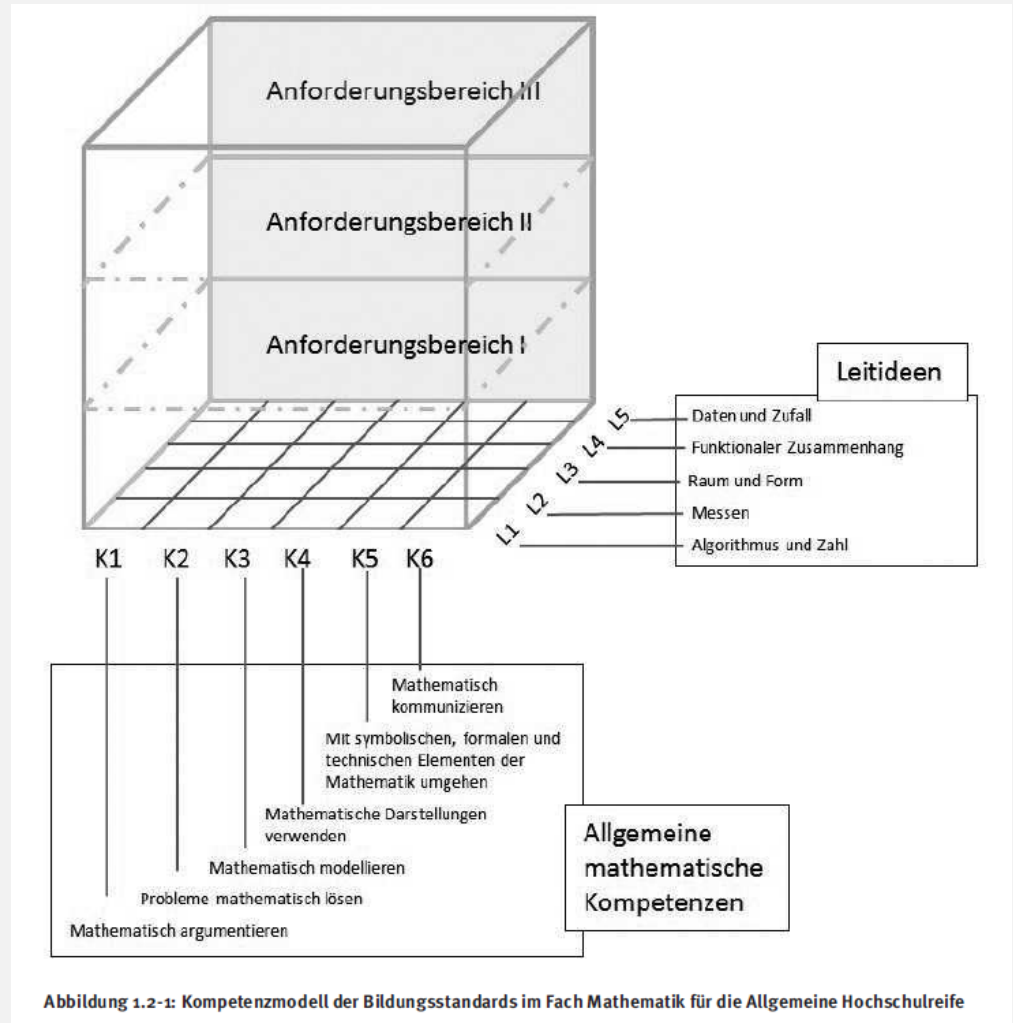 Anforderungsbereich III
Anforderungsbereich II
Anforderungsbereich I
Leitideen
L5
Daten und Zufall
L4
Funktionaler Zusammenhang
L3
Raum und Form
L2
Messen
L1
Algorithmus und Zahl
K1 K2 K3 K4 K5 K6
Mathematisch
kommunizieren
Mit symbolischen, formalen und
technischen Elementen der
Mathematik umgehen
Mathematische Darstellungen
verwenden
Mathematisch modellieren
Probleme mathematisch lösen
Mathematisch argumentieren
Allgemeine
mathematische
Kompetenzen
Abbildung 1.2-1: Kompetenzmodell der Bildungsstandards im Fach Mathematik für die Allgemeine Hochschulreife